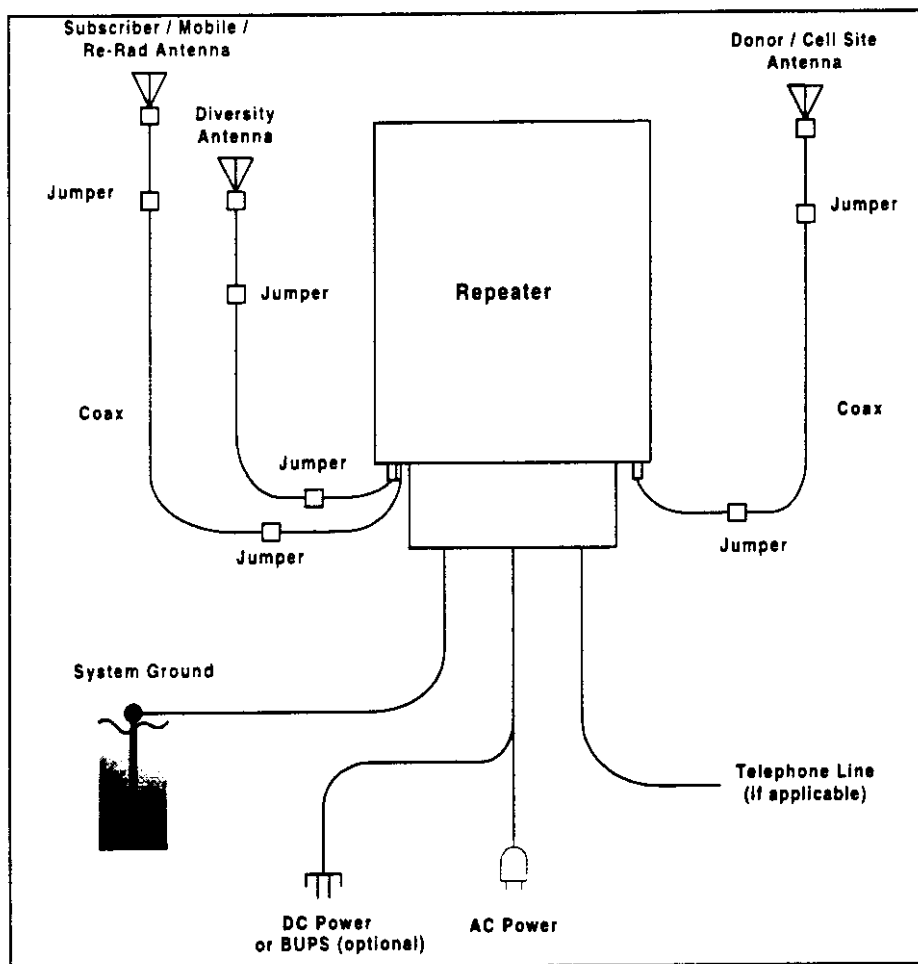 Subscriber / Mobile /
Re-Rad Antenna
Donor / Cell Site
Antenna
Diversity
Antenna
Jumper
Jumper
Jumper
Repeater
Coax
Coax
Jumper
Jumper
Jumper
System Ground
Telephone Line
(if applicable)
DC Power
or BUPS (optional)
AC Power